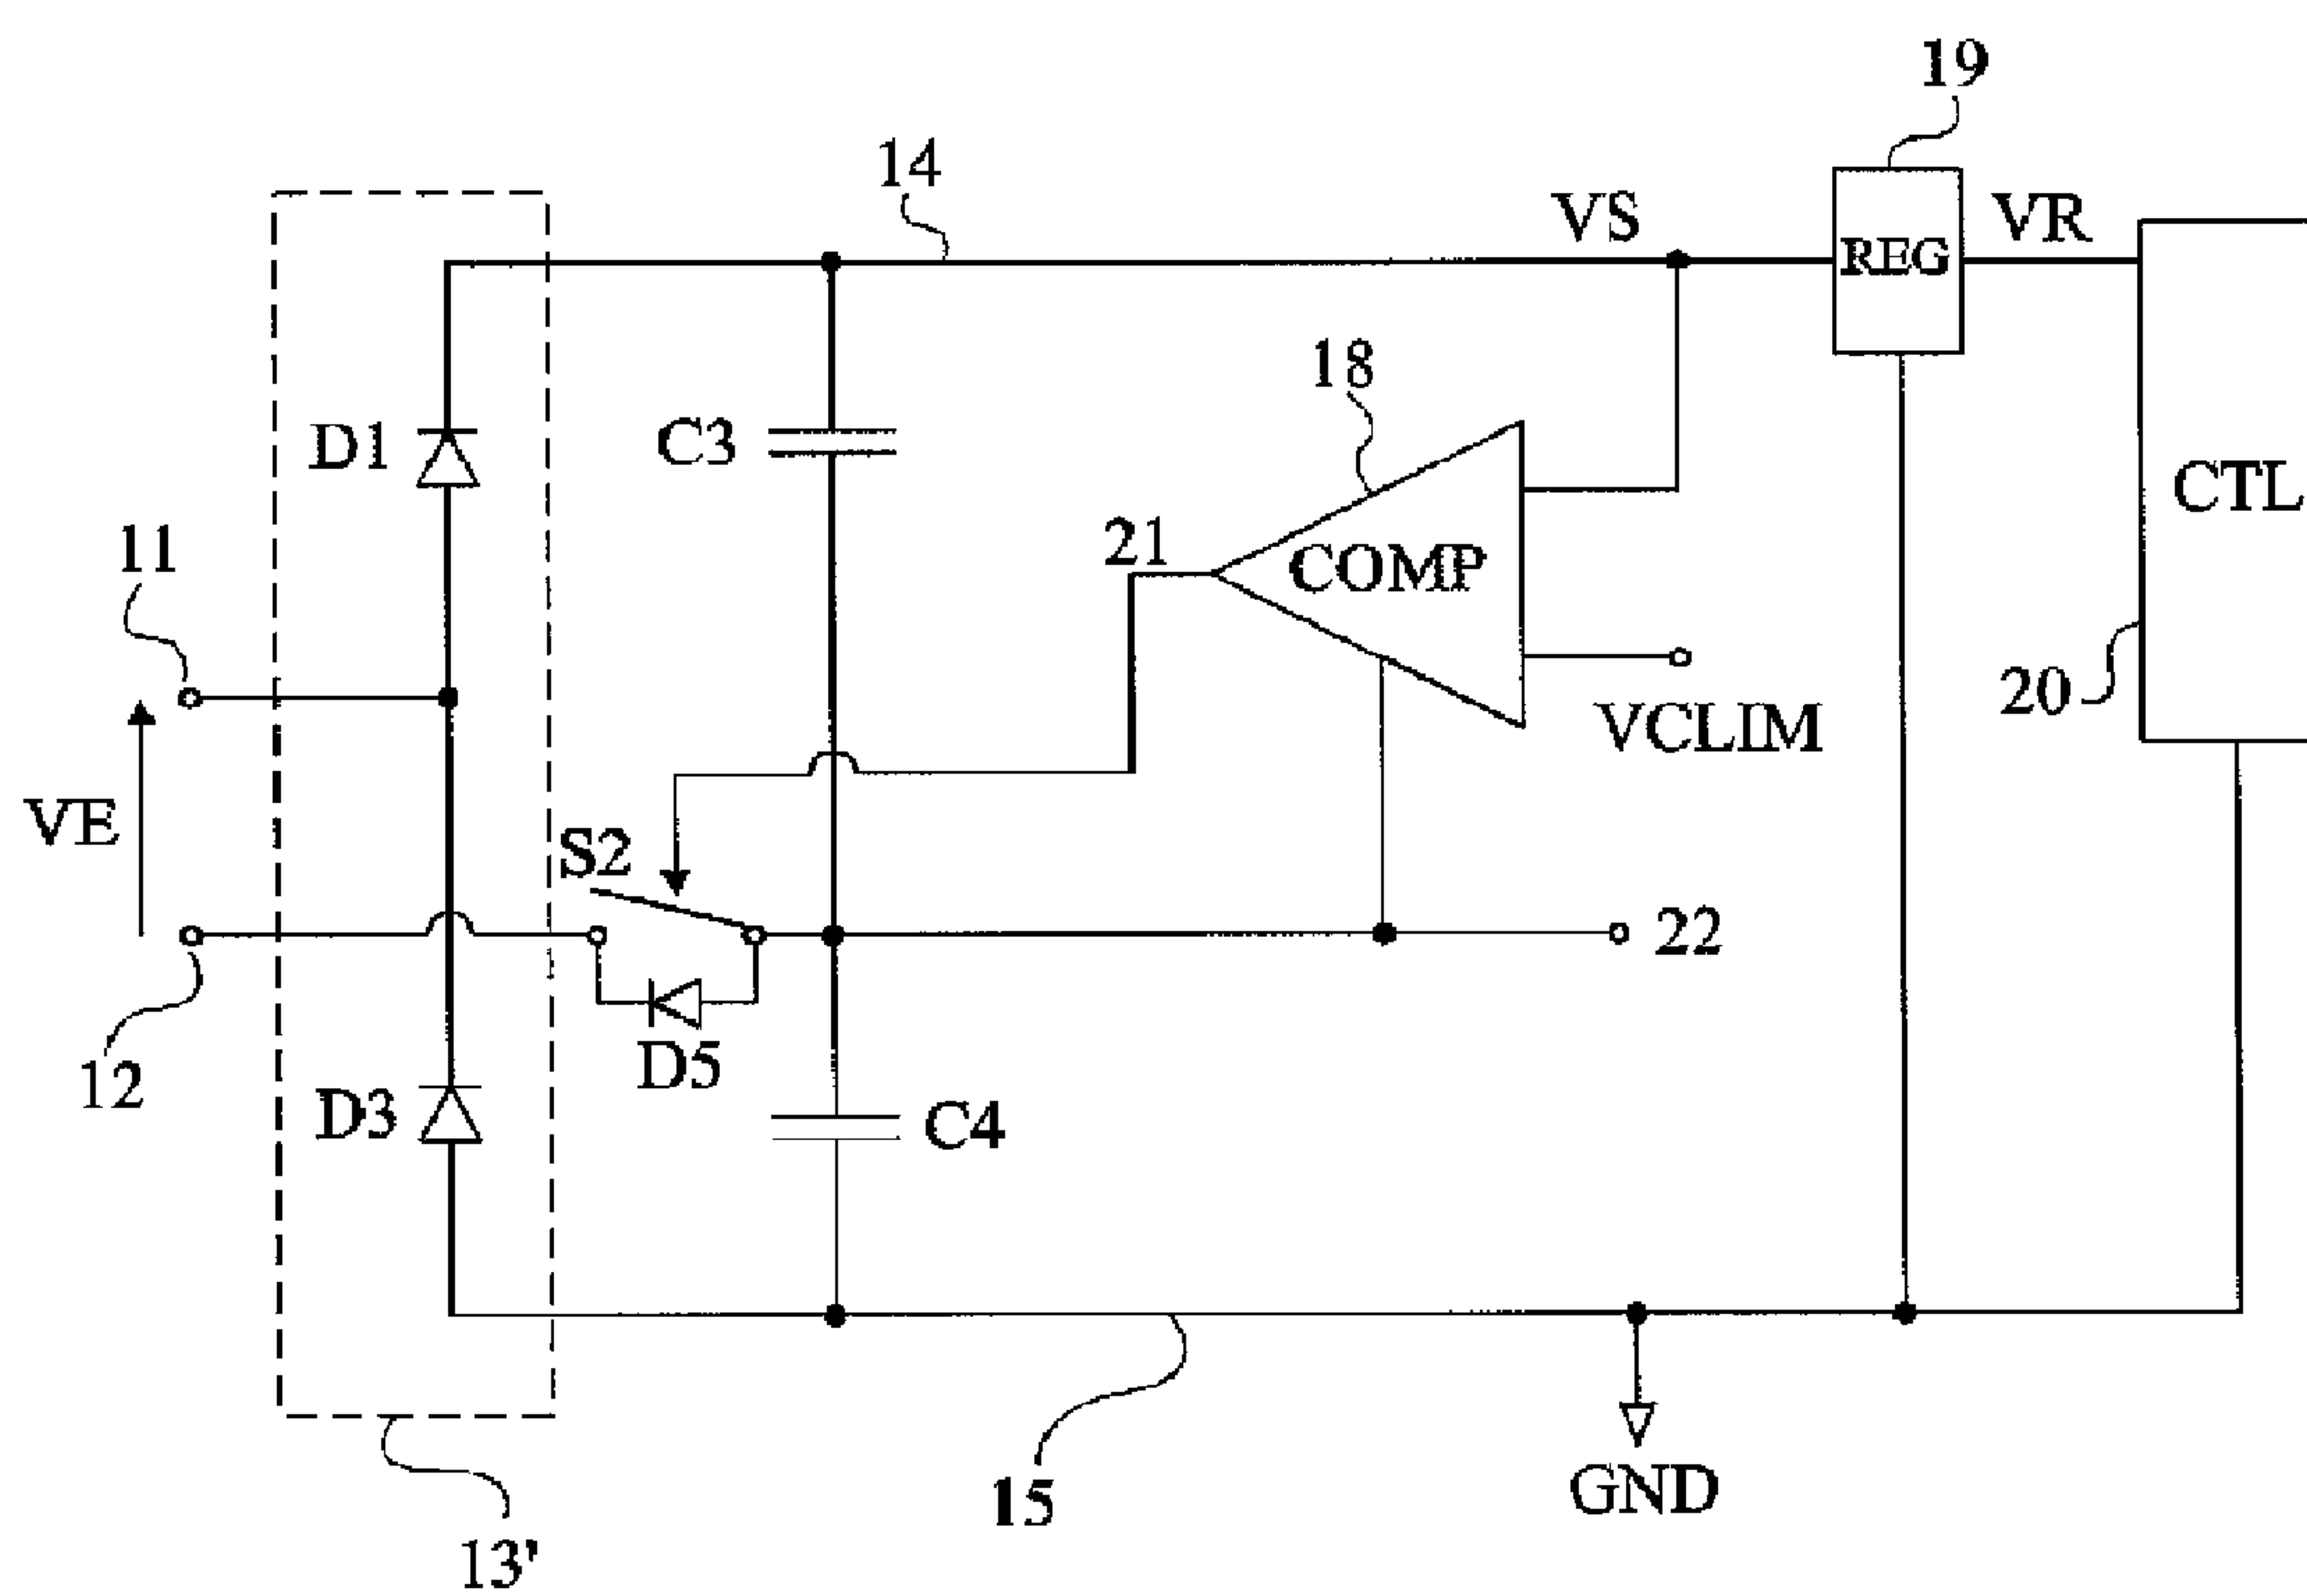 19
14
VS
REG
VR
18
D1
C3
CTL
11
21
COMP
20
VCLIM
VE
S2
22
12
D5
D3
C4
15
GND
13'